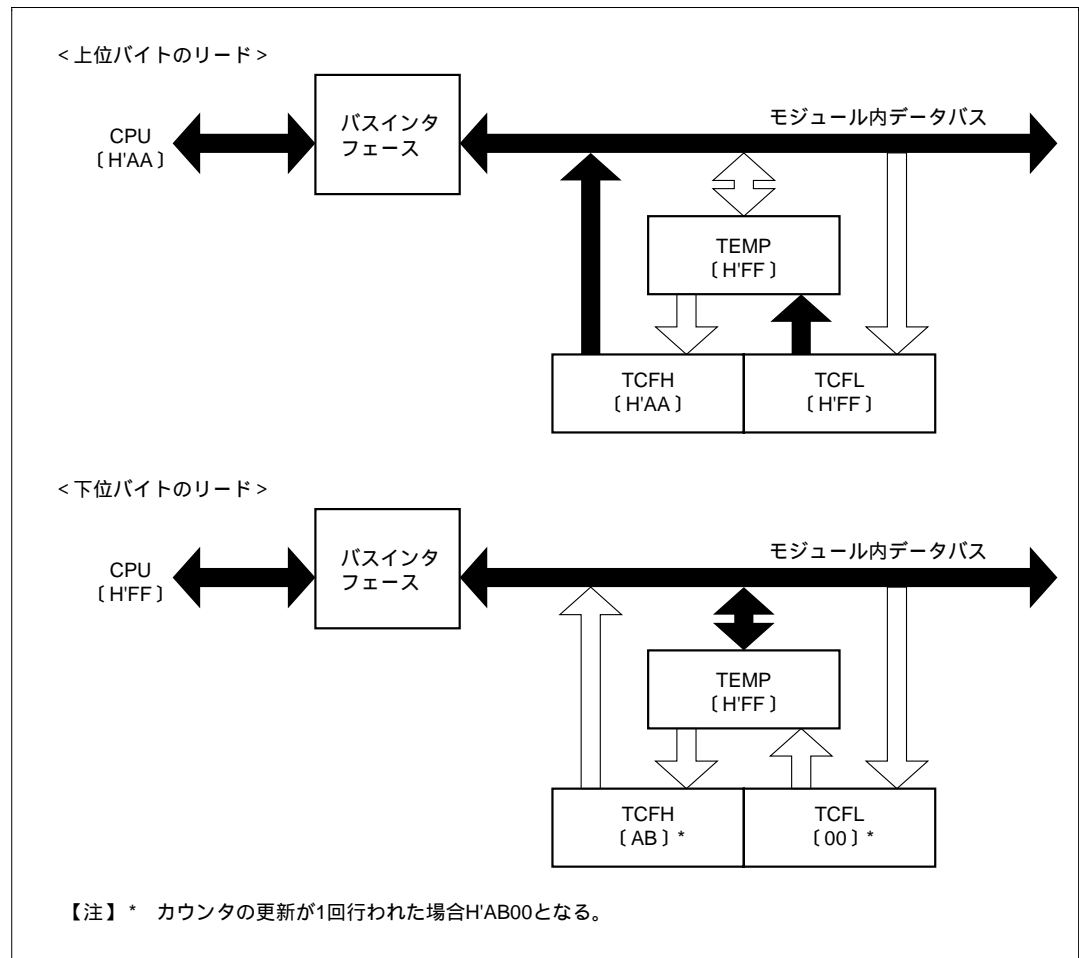 <上位バイトのリード>
CPU
〔H'AA〕
バスインタ
フェース
モジュール内データバス
TEMP
〔H'FF〕
TCFH
〔H'AA〕
TCFL
〔H'FF〕
<下位バイトのリード>
CPU
〔H'FF〕
バスインタ
フェース
モジュール内データバス
TEMP
〔H'FF〕
TCFH
〔AB〕*
TCFL
〔00〕*
【注】* カウンタの更新が1回行われた場合H'AB00となる。